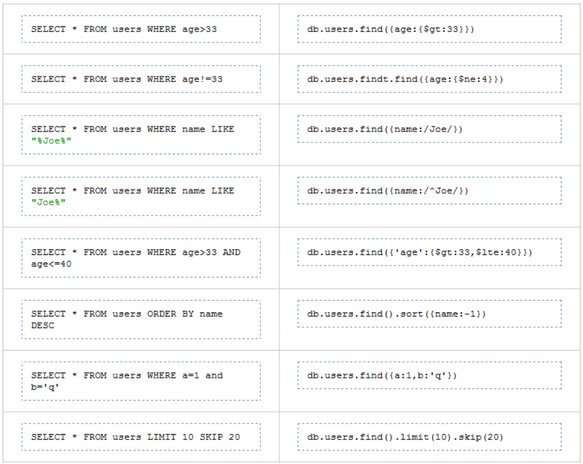 SELECT * FROM users WHERE age>33
db.users.find({age:{$gt:33}})
SELECT * FROM users WHERE age!=33
db.users.findt.find({age:{$ne:4}})
SELECT * FROM users WHERE name LIKE
"%Joe%"
db.users.find({name:/Joe/})
SELECT * FROM users WHERE name LIKE
"Joe%"
db.users.find({name:/^Joe/})
SELECT * FROM users WHERE age>33 AND
age<=40
db.users.find({'age':{$gt:33,$lte:40}})
SELECT * FROM users ORDER BY name
DESC
db.users.find().sort({name:-1})
SELECT * FROM users WHERE a=1 and
b='q'
db.users.find({a:1,b:'q'})
SELECT * FROM users LIMIT 10 SKIP 20
db.users.find().limit(10).skip(20)